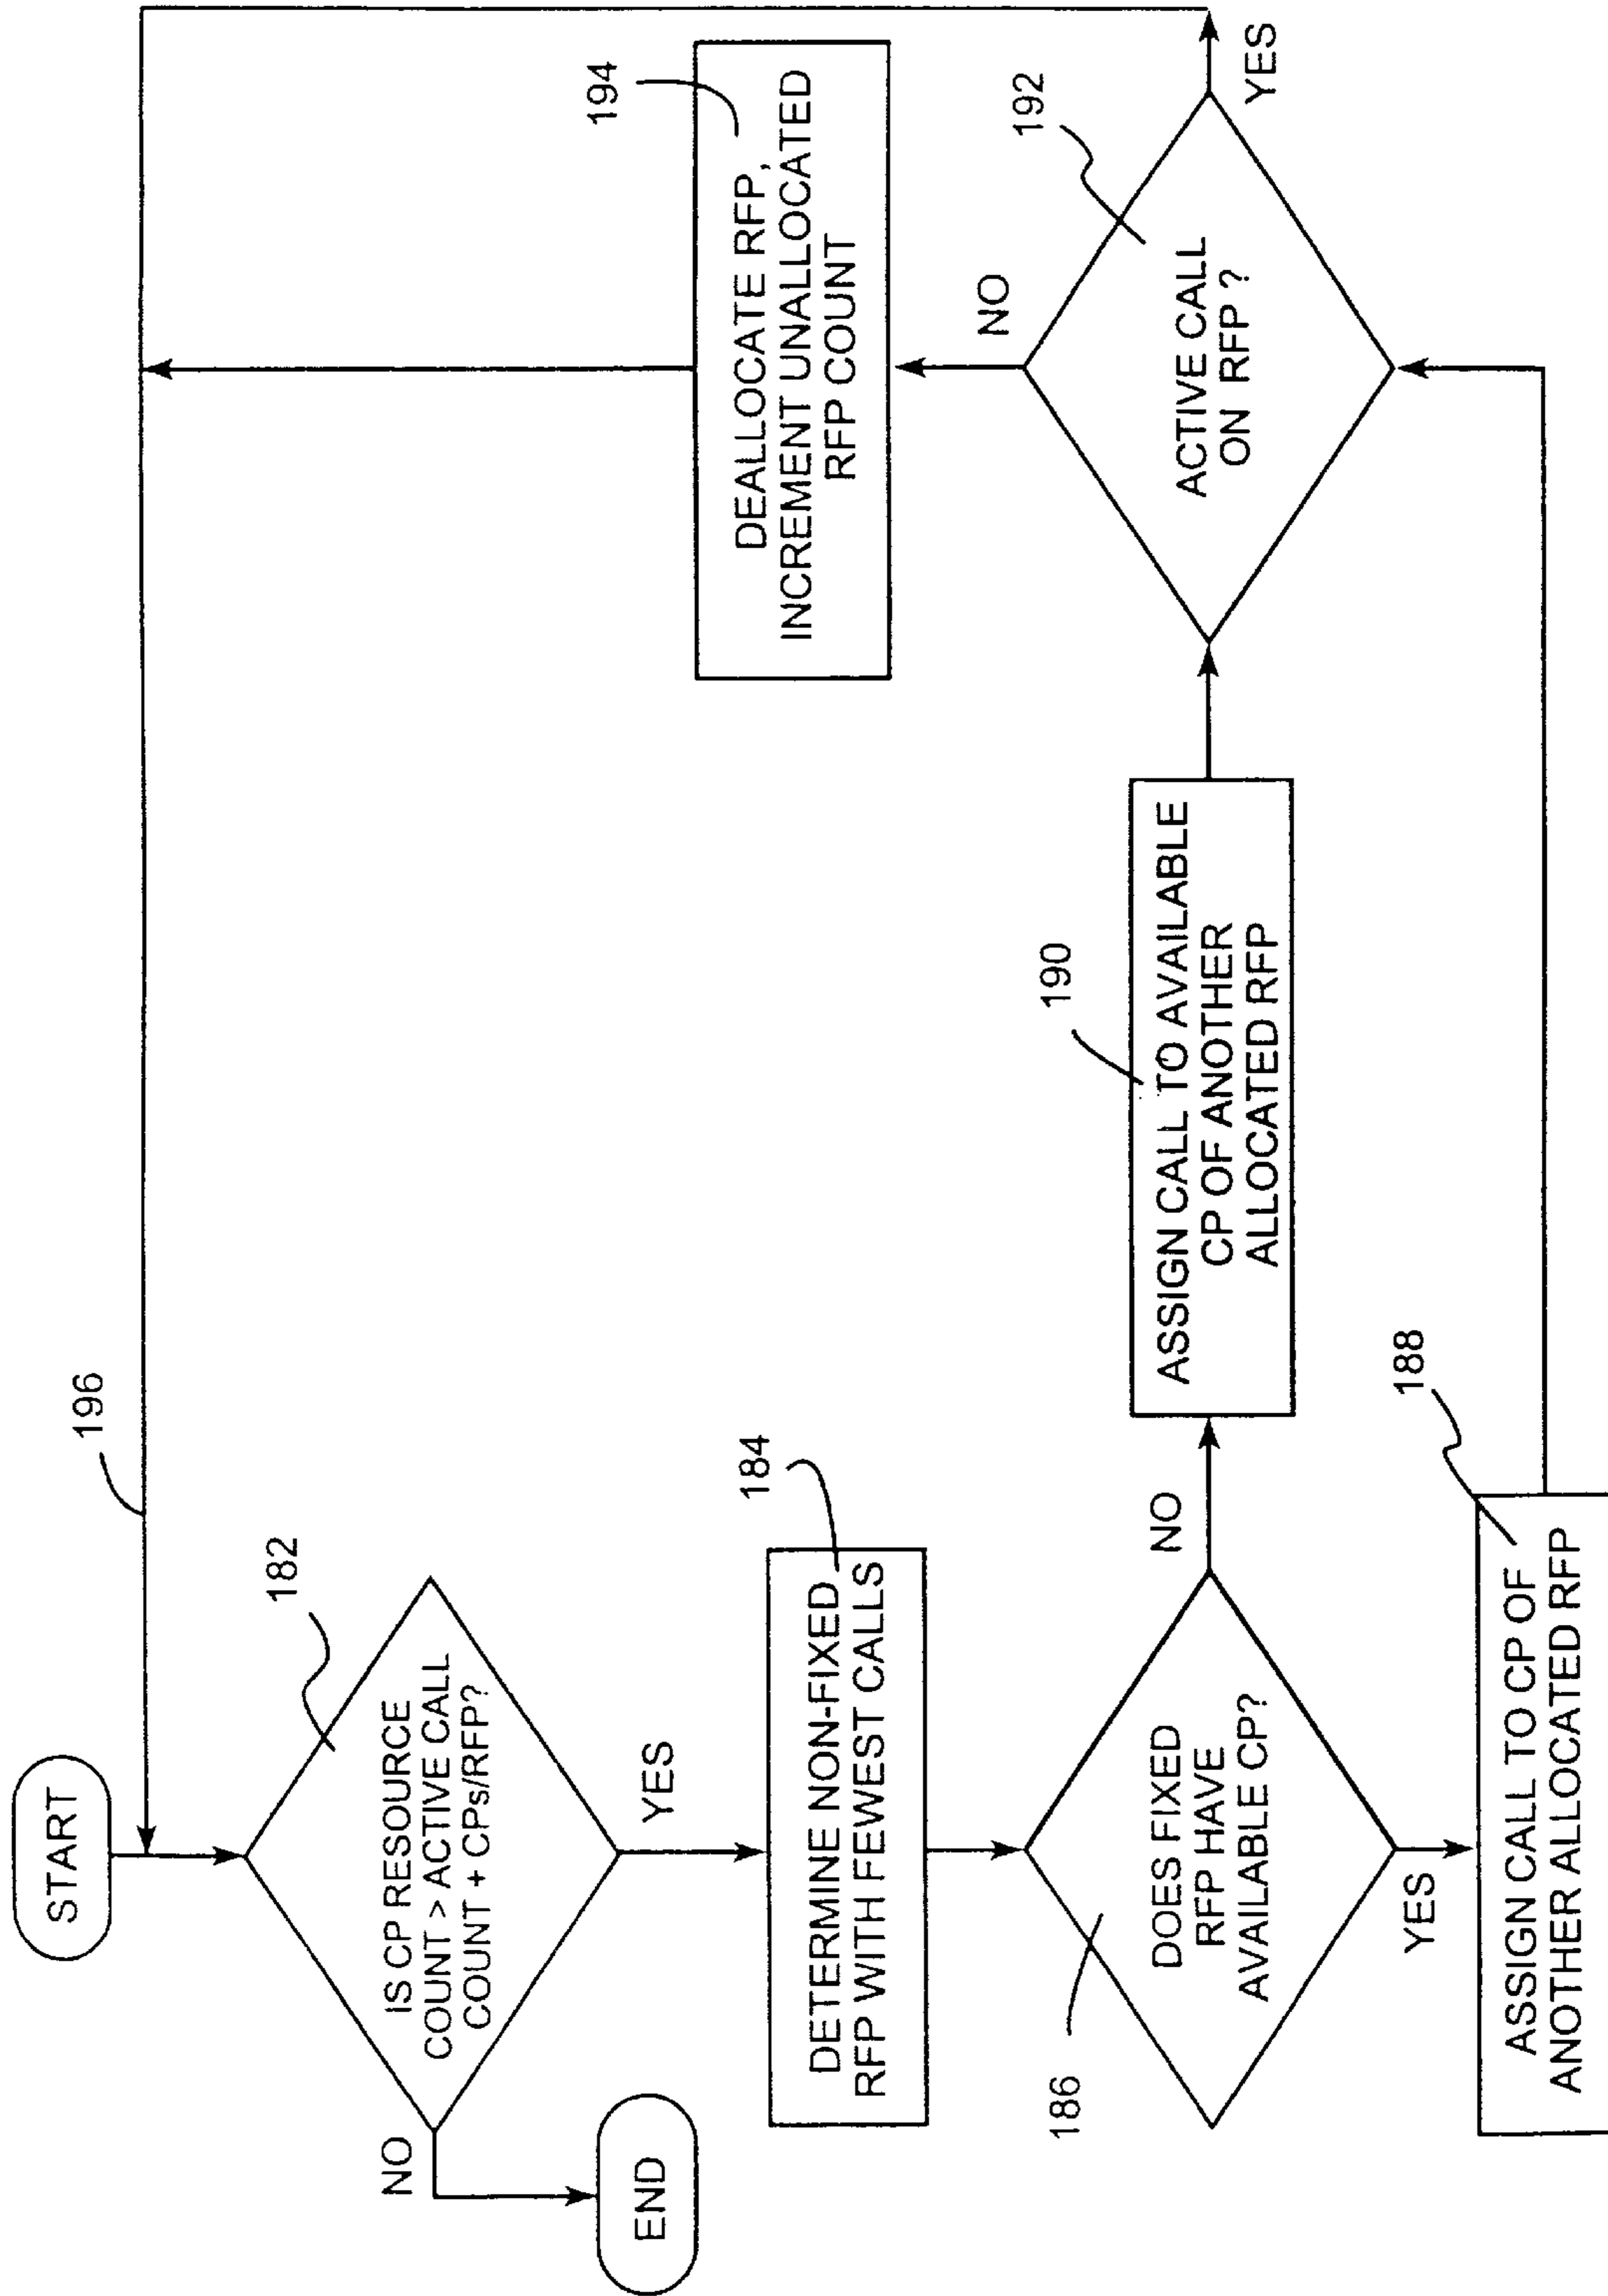 START
196
IS CP RESOURCE
COUNT > ACTIVE CALL
COUNT + CPs/RFP?
182
NO
END
YES
DETERMINE NON-FIXED
RFP WITH FEWEST CALLS
184
DOES FIXED
RFP HAVE
AVAILABLE CP?
186
NO
YES
ASSIGN CALL TO CP OF
ANOTHER ALLOCATED RFP
188
ASSIGN CALL TO AVAILABLE
CP OF ANOTHER
ALLOCATED RFP
190
ACTIVE CALL
ON RFP ?
192
NO
YES
DEALLOCATE RFP,
INCREMENT UNALLOCATED
RFP COUNT
194